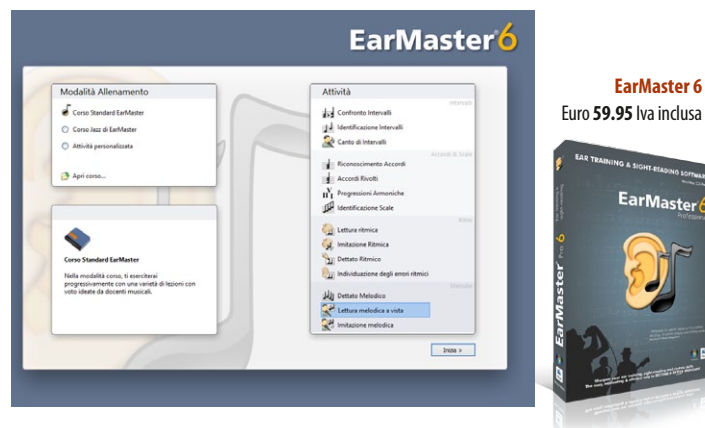 EarMaster 6
Modalità Allenamento
Corso Standard EarMaster
Corso Jazz di EarMaster
Attività personalizzata
Apri corso...
Corso Standard EarMaster
Nella modalità corso, ti eserciterai
progressivamente con una varietà di lezioni con
voto ideate da docenti musicali.
Attività
Intervalli
Confronto Intervalli
Identificazione Intervalli
Canto di Intervalli
Accordi & Scale
Riconoscimento Accordi
Accordi Rivolti
Progressioni Armoniche
Identificazione Scale
Ritmo
Lettura ritmica
Imitazione Ritmica
Dettato Ritmico
Individuazione degli errori ritmici
Melodie
Dettato Melodico
Lettura melodica a vista
Imitazione melodica
Inizia >
EarMaster 6
Euro 59.95 Iva inclusa
EAR TRAINING & SIGHT-READING SOFTWARE
EarMaster 6
Professional
EarMaster Pro 6